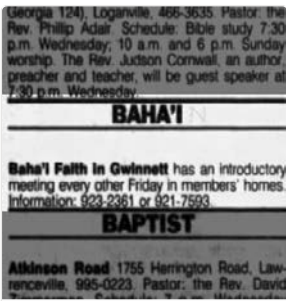 Georgia 124), Loganville, 466-3635. Pastor: the
Rev. Phillip Adair. Schedule: Bible study 7:30
p.m. Wednesday; 10 a.m. and 6 p.m. Sunday
worship. The Rev. Judson Cornwall, an author,
preacher and teacher, will be guest speaker at
7:30 p.m. Wednesday.
BAHA'I
Baha'i Faith in Gwinnett has an introductory
meeting every other Friday in members' homes.
Information: 923-2361 or 921-7593.
BAPTIST
Atkinson Road 1755 Herrington Road, Law-
renceville, 995-0223. Pastor: the Rev. David